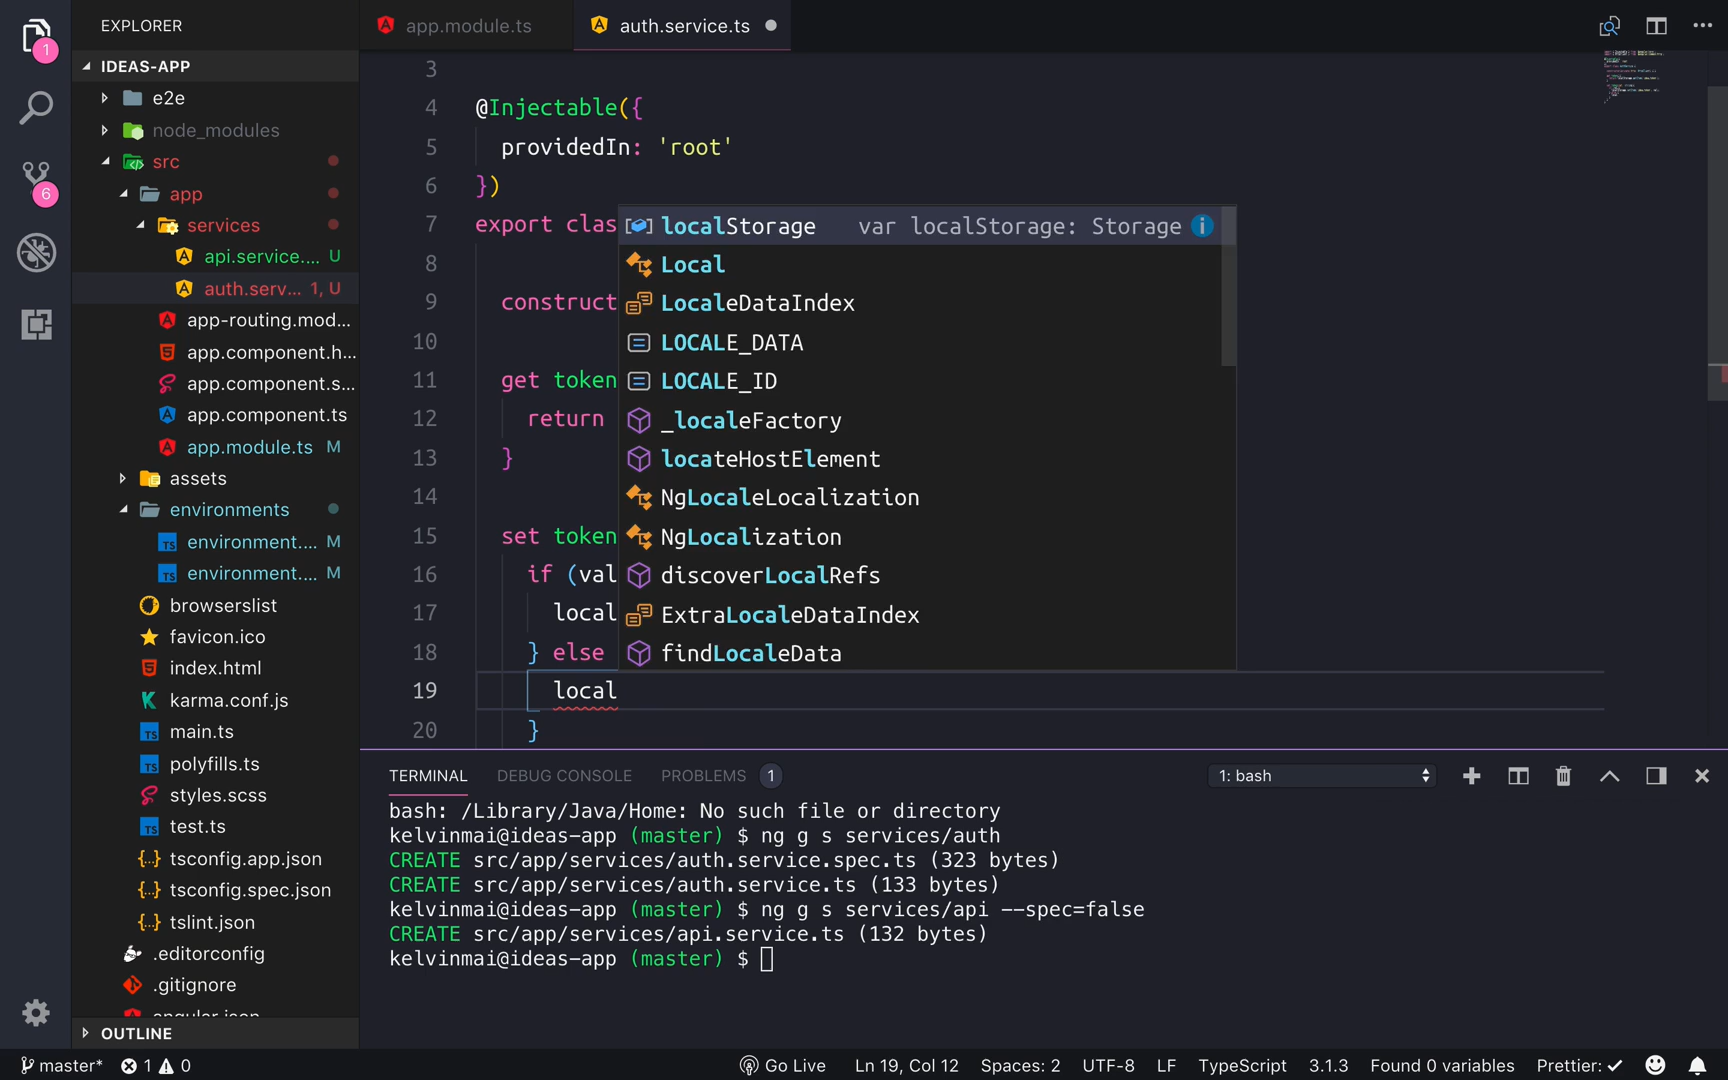 EXPLORER
app.module.ts
auth.service.ts
IDEAS-APP
e2e
node_modules
src
app
services
api.service.... U
auth.serv... 1, U
app-routing.mod...
app.component.h...
app.component.s...
app.component.ts
app.module.ts M
assets
environments
environment.... M
environment.... M
browserslist
favicon.ico
index.html
karma.conf.js
main.ts
polyfills.ts
styles.scss
test.ts
tsconfig.app.json
tsconfig.spec.json
tslint.json
.editorconfig
.gitignore
angular.json
OUTLINE
1
6
3
4 @Injectable({
5 providedIn: 'root'
6 })
7 export clas
8
9 construct
10
11 get token
12 return
13 }
14
15 set token
16 if (val
17 local
18 } else
19 local
20 }
localStorage var localStorage: Storage
Local
LocaleDataIndex
LOCALE_DATA
LOCALE_ID
_localeFactory
locateHostElement
NgLocaleLocalization
NgLocalization
discoverLocalRefs
ExtraLocaleDataIndex
findLocaleData
TERMINAL DEBUG CONSOLE PROBLEMS 1 1: bash
bash: /Library/Java/Home: No such file or directory
kelvinmai@ideas-app (master) $ ng g s services/auth
CREATE src/app/services/auth.service.spec.ts (323 bytes)
CREATE src/app/services/auth.service.ts (133 bytes)
kelvinmai@ideas-app (master) $ ng g s services/api --spec=false
CREATE src/app/services/api.service.ts (132 bytes)
kelvinmai@ideas-app (master) $
master* 1 0 Go Live Ln 19, Col 12 Spaces: 2 UTF-8 LF TypeScript 3.1.3 Found 0 variables Prettier: ✓